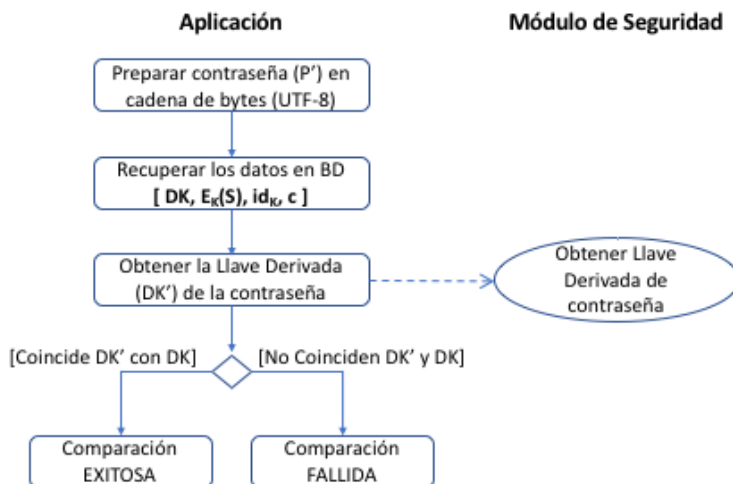 Aplicación
Módulo de Seguridad
Preparar contraseña (P’) en
cadena de bytes (UTF-8)
Recuperar los datos en BD
[ DK, EK(S), idK, c ]
Obtener la Llave Derivada
(DK’) de la contraseña
Obtener Llave
Derivada de
contraseña
[Coincide DK’ con DK]
[No Coinciden DK’ y DK]
Comparación
EXITOSA
Comparación
FALLIDA